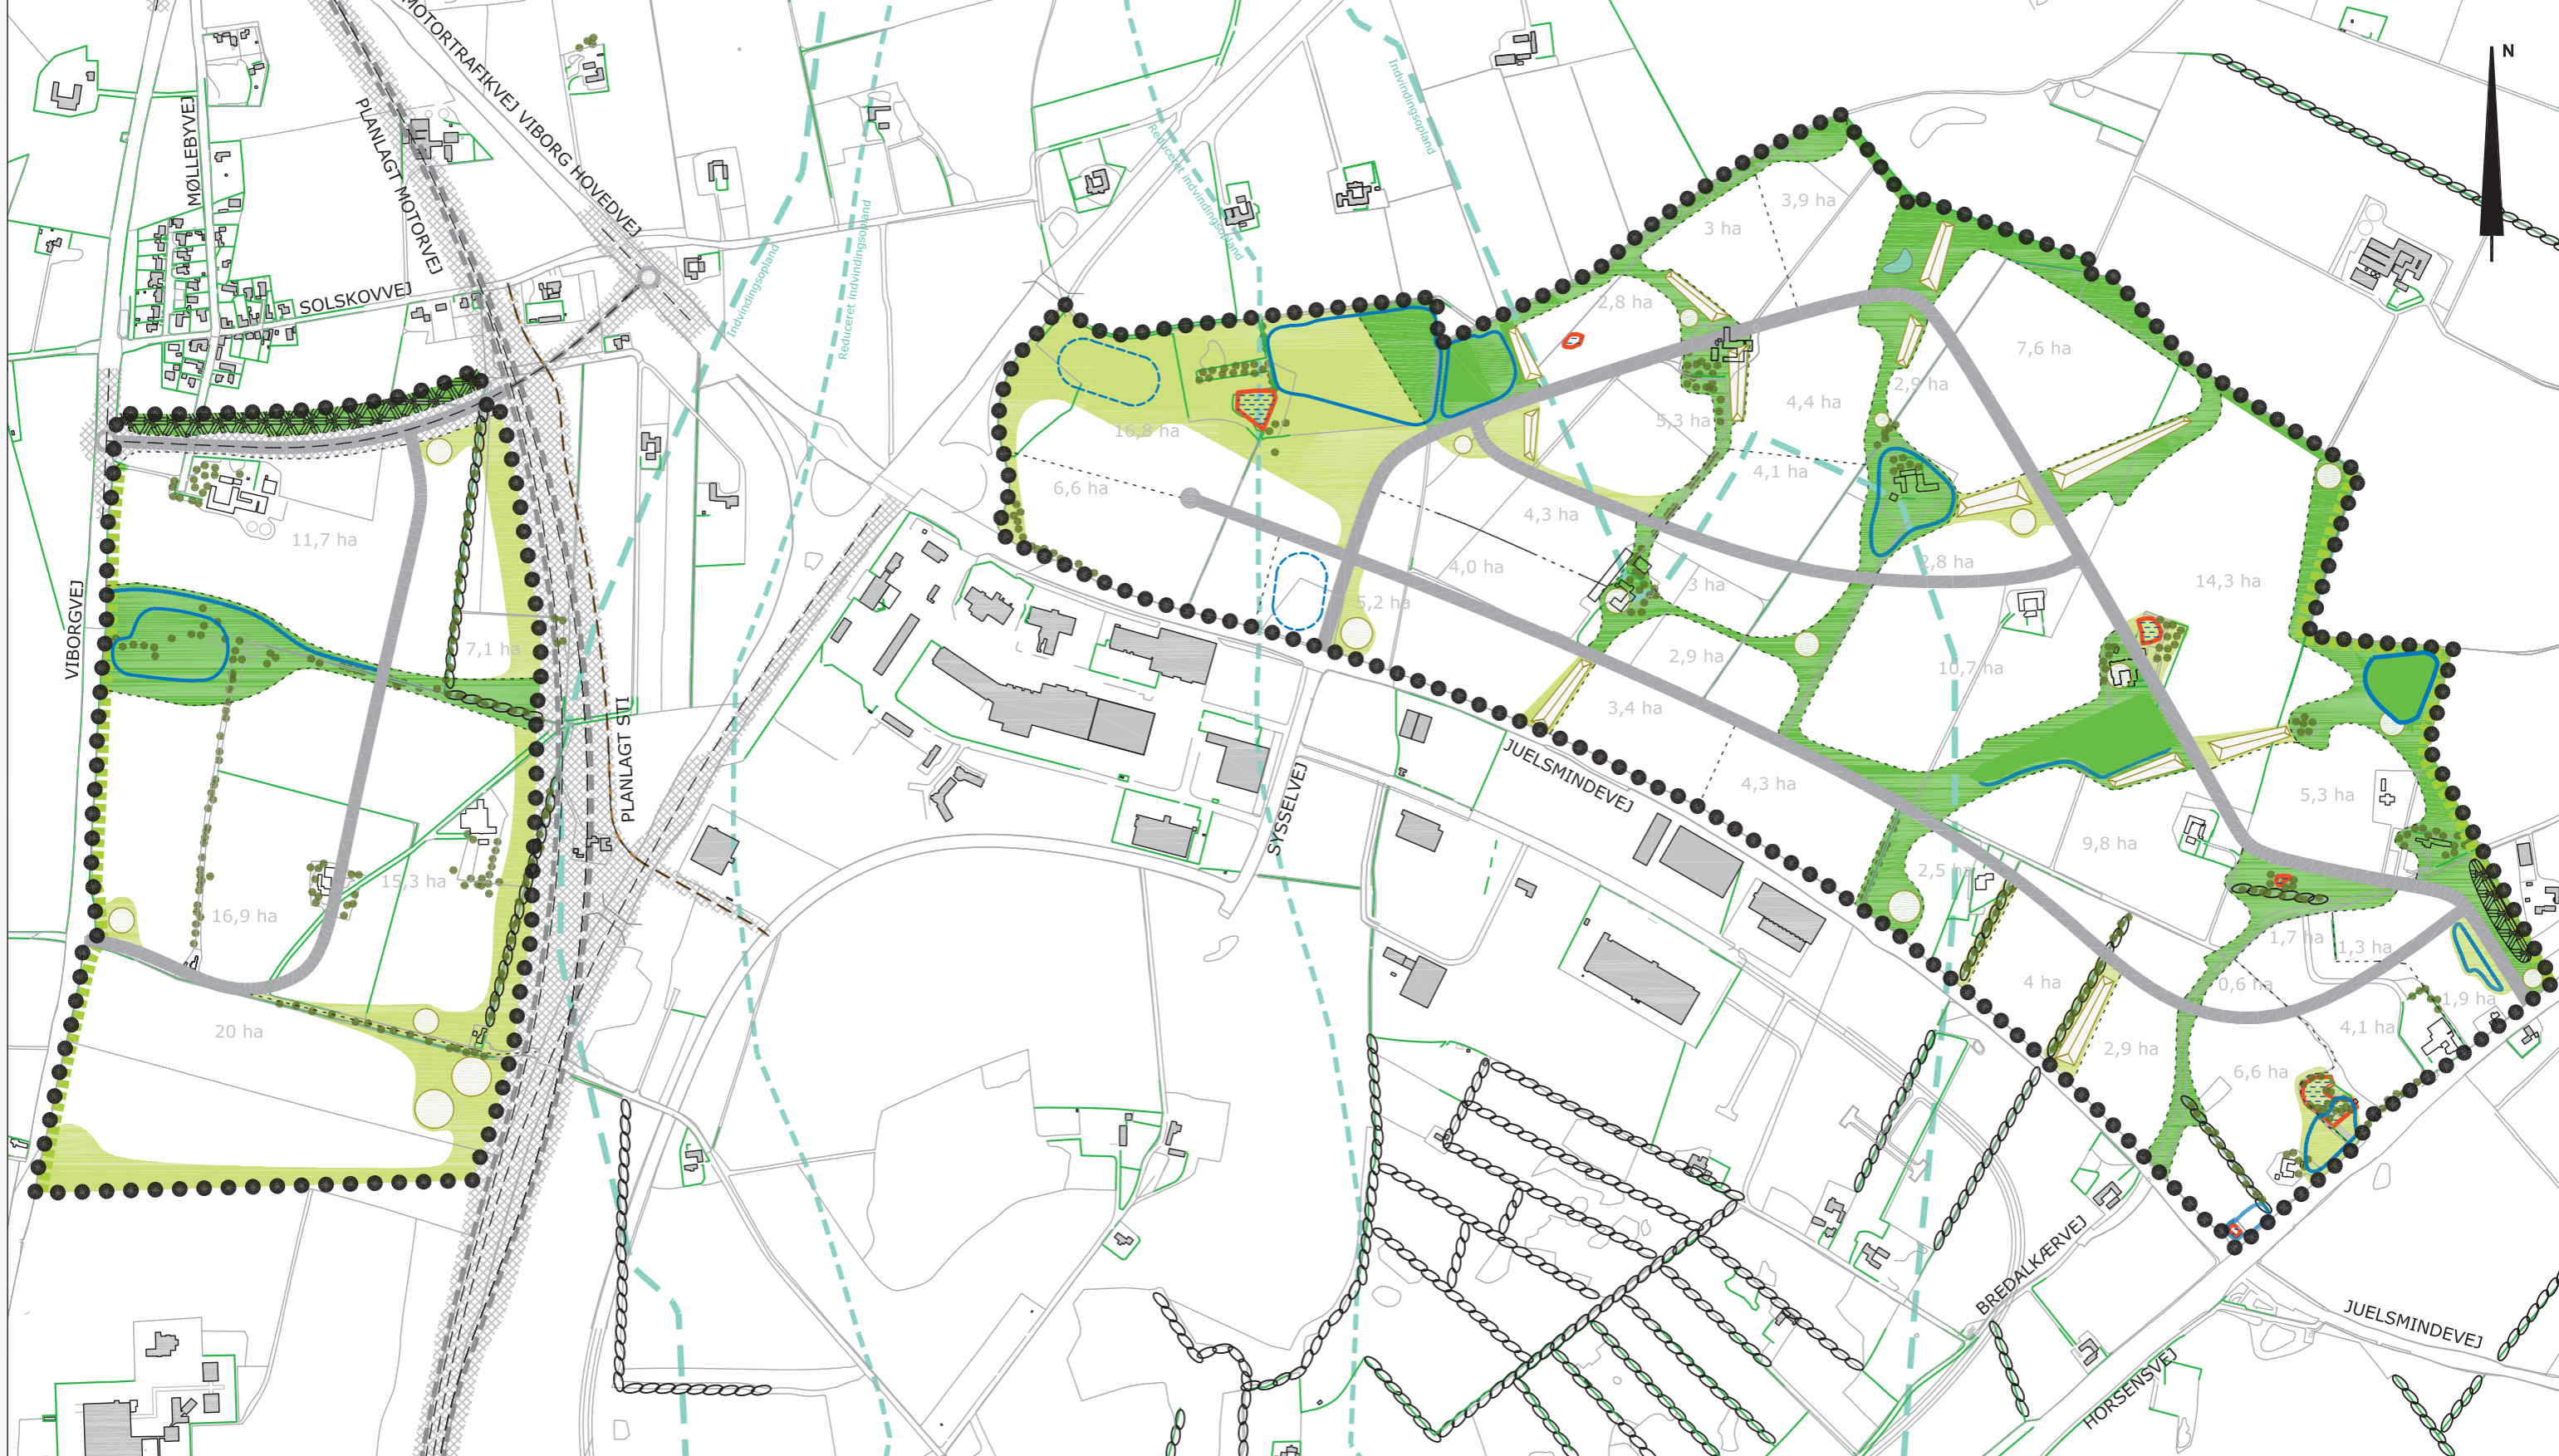 MOTORTRAFIKVEJ VIBORG HOVEDVEJ
N
MØLLEBYVEJ
PLANLAGT MOTORVEJ
Indvindingsopland
Reduceret indvindingsopland
Reduceret indvindingsopland
Indvindingsopland
SOLSKOVVEJ
3,9 ha
3 ha
2,8 ha
7,6 ha
2,9 ha
4,4 ha
5,3 ha
16,8 ha
4,1 ha
6,6 ha
4,3 ha
11,7 ha
2,8 ha
4,0 ha
14,3 ha
3 ha
5,2 ha
VIBORGVEJ
7,1 ha
2,9 ha
10,7 ha
3,4 ha
PLANLAGT STI
JUELSMINDEVEJ
4,3 ha
5,3 ha
SYSSELVEJ
9,8 ha
2,5 ha
15,3 ha
16,9 ha
1,7 ha
1,3 ha
4 ha
0,6 ha
1,9 ha
20 ha
4,1 ha
2,9 ha
6,6 ha
BREDALKÆRVEJ
JUELSMINDEVEJ
HORSENSVEJ